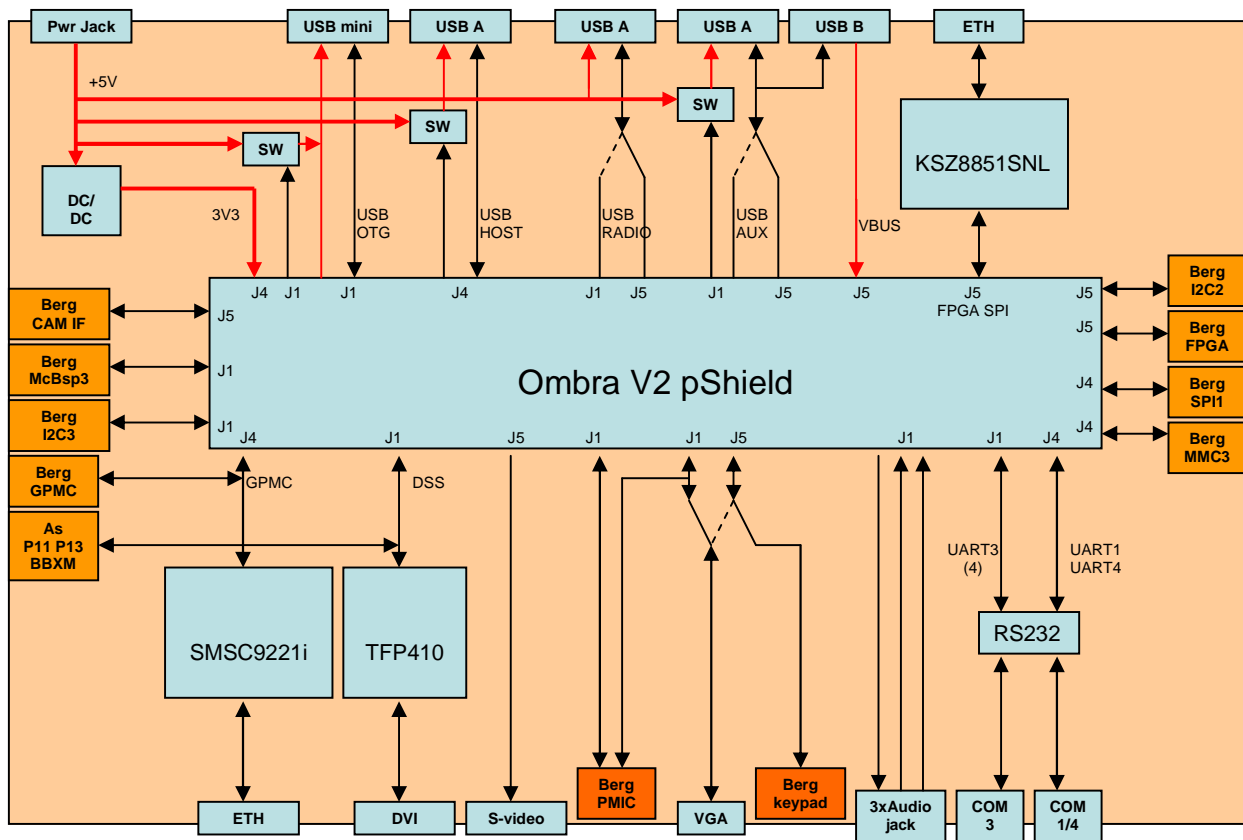 Pwr Jack
USB mini
USB A
USB A
USB A
USB B
ETH
+5V
SW
SW
SW
KSZ8851SNL
DC/
DC
3V3
USB
OTG
USB
HOST
USB
RADIO
USB
AUX
VBUS
J4
J1
J1
J4
J1
J5
J1
J5
J5
J5
FPGA SPI
Berg
CAM IF
J5
Berg
McBsp3
J1
Berg
I2C3
J1
Ombra V2 pShield
J5
Berg
I2C2
J5
Berg
FPGA
J4
Berg
SPI1
J4
Berg
MMC3
J4
J1
J5
J1
J1
J5
J1
J1
J4
Berg
GPMC
GPMC
DSS
As
P11 P13
BBXM
UART3
(4)
UART1
UART4
SMSC9221i
TFP410
RS232
Berg
PMIC
Berg
keypad
ETH
DVI
S-video
VGA
3xAudio
jack
COM
3
COM
1/4